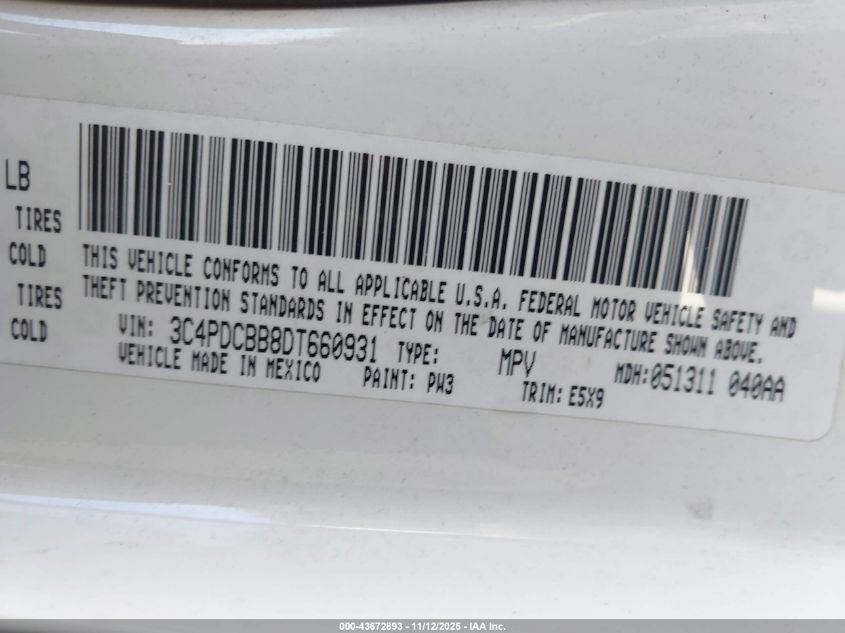 LB
TIRES
COLD
TIRES
COLD
THIS VEHICLE CONFORMS TO ALL APPLICABLE U.S.A. FEDERAL MOTOR VEHICLE SAFETY AND
THEFT PREVENTION STANDARDS IN EFFECT ON THE DATE OF MANUFACTURE SHOWN ABOVE.
VIN: 3C4PDCBB8DT660931 TYPE: MPV MDH:051311 040AA
VEHICLE MADE IN MEXICO PAINT: PW3 TRIM: E5X9
000-43672893 - 11/12/2025 - IAA Inc.